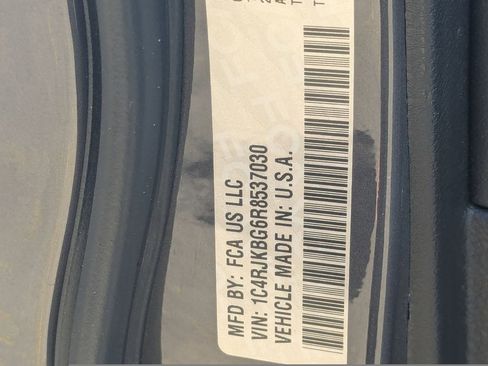 MFD BY: FCA US LLC
VIN: 1C4RJKBG6R8537030
VEHICLE MADE IN: U.S.A.